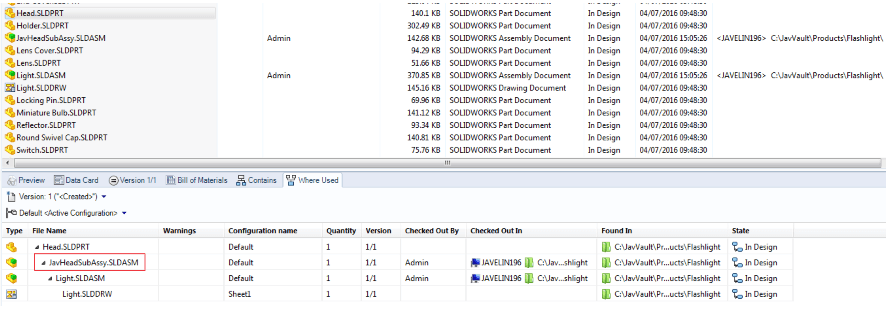 Head.SLDPRT 140.1 KB SOLIDWORKS Part Document In Design 04/07/2016 09:48:30
Holder.SLDPRT 302.49 KB SOLIDWORKS Part Document In Design 04/07/2016 09:48:30
JavHeadSubAssy.SLDASM Admin 142.68 KB SOLIDWORKS Assembly Document In Design 04/07/2016 15:05:26 <JAVELIN196> C:\JavVault\Products\Flashlight\
Lens Cover.SLDPRT 94.29 KB SOLIDWORKS Part Document In Design 04/07/2016 09:48:30
Lens.SLDPRT 51.66 KB SOLIDWORKS Part Document In Design 04/07/2016 09:48:30
Light.SLDASM Admin 370.85 KB SOLIDWORKS Assembly Document In Design 04/07/2016 15:05:26 <JAVELIN196> C:\JavVault\Products\Flashlight\
Light.SLDDRW 145.16 KB SOLIDWORKS Drawing Document In Design 04/07/2016 09:48:30
Locking Pin.SLDPRT 69.96 KB SOLIDWORKS Part Document In Design 04/07/2016 09:48:30
Miniature Bulb.SLDPRT 141.12 KB SOLIDWORKS Part Document In Design 04/07/2016 09:48:30
Reflector.SLDPRT 93.34 KB SOLIDWORKS Part Document In Design 04/07/2016 09:48:30
Round Swivel Cap.SLDPRT 140.81 KB SOLIDWORKS Part Document In Design 04/07/2016 09:48:30
Switch.SLDPRT 75.76 KB SOLIDWORKS Part Document In Design 04/07/2016 09:48:30
Preview Data Card Version 1/1 Bill of Materials Contains Where Used
Version: 1 ("<Created>")
Default <Active Configuration>
Type File Name Warnings Configuration name Quantity Version Checked Out By Checked Out In Found In State
Head.SLDPRT Default 1 1/1 C:\JavVault\Pr...ucts\Flashlight In Design
JavHeadSubAssy.SLDASM Default 1 1/1 Admin JAVELIN196 C:\Jav...shlight C:\JavVault\Pr...ucts\Flashlight In Design
Light.SLDASM Default 1 1/1 Admin JAVELIN196 C:\Jav...shlight C:\JavVault\Pr...ucts\Flashlight In Design
Light.SLDDRW Sheet1 1 1/1 C:\JavVault\Pr...ucts\Flashlight In Design